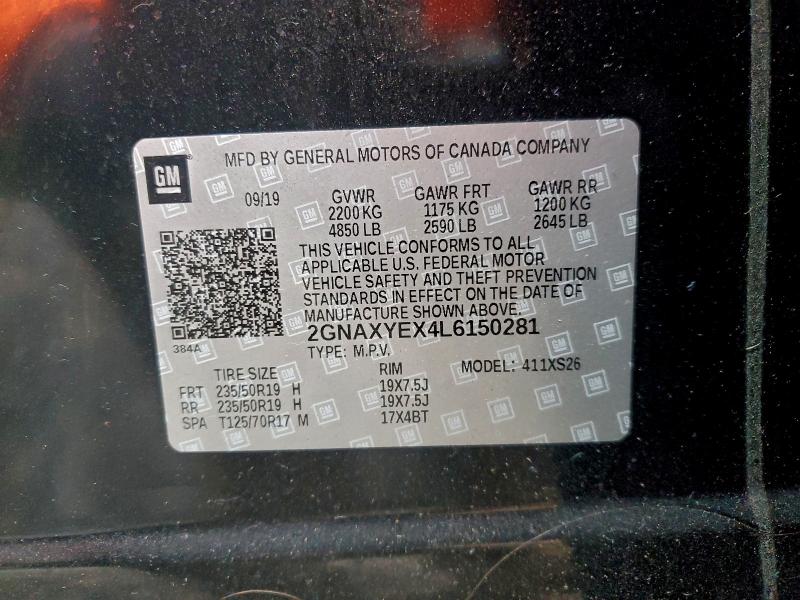 GM
MFD BY GENERAL MOTORS OF CANADA COMPANY
09/19 GVWR GAWR FRT GAWR RR
2200 KG 1175 KG 1200 KG
4850 LB 2590 LB 2645 LB
THIS VEHICLE CONFORMS TO ALL
APPLICABLE U.S. FEDERAL MOTOR
VEHICLE SAFETY AND THEFT PREVENTION
STANDARDS IN EFFECT ON THE DATE OF
MANUFACTURE SHOWN ABOVE.
2GNAXYEX4L6150281
384A TYPE: M.P.V. MODEL: 411XS26
TIRE SIZE RIM
FRT 235/50R19 H 19X7.5J
RR 235/50R19 H 19X7.5J
SPA T125/70R17 M 17X4BT